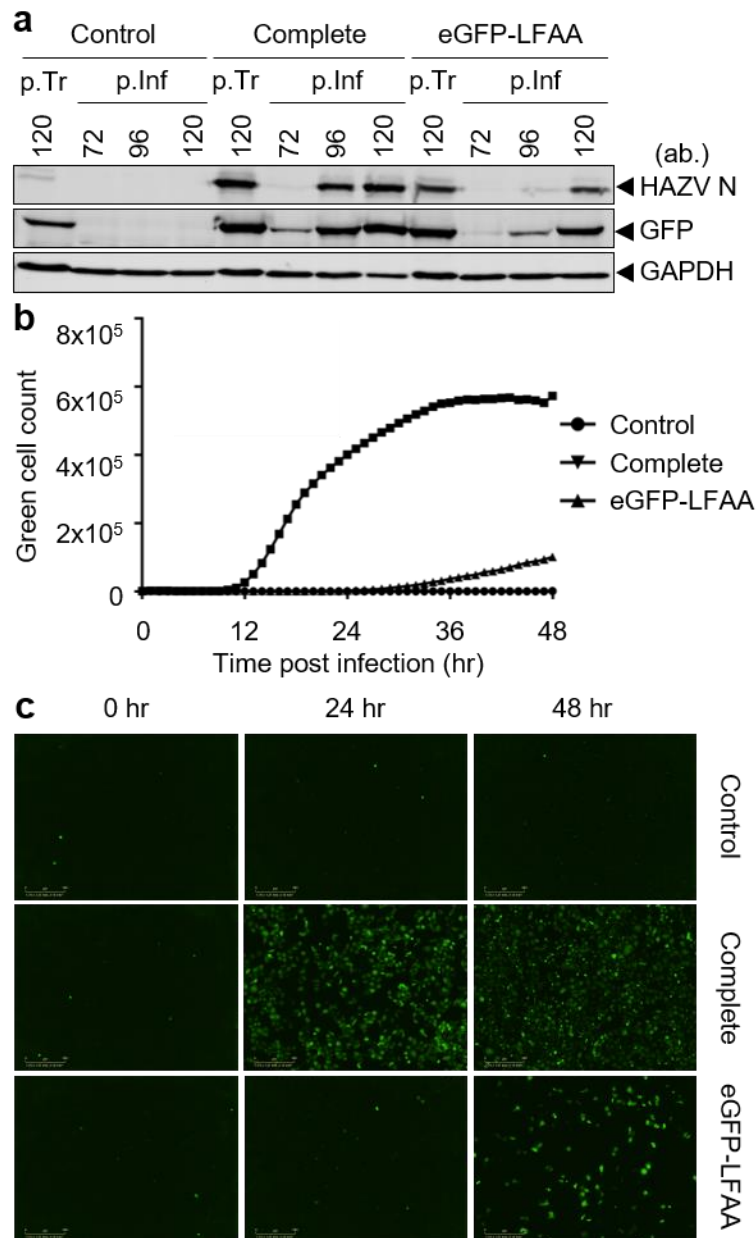 a
Control Complete eGFP-LFAA
p.Tr p.Inf p.Tr p.Inf p.Tr p.Inf
120 72 96 120 120 72 96 120 120 72 96 120 (ab.)
HAZV N
GFP
GAPDH
b
8x10⁵
6x10⁵
4x10⁵
2x10⁵
0
Green cell count
0 12 24 36 48
Time post infection (hr)
Control
Complete
eGFP-LFAA
c
0 hr 24 hr 48 hr
Control
Complete
eGFP-LFAA